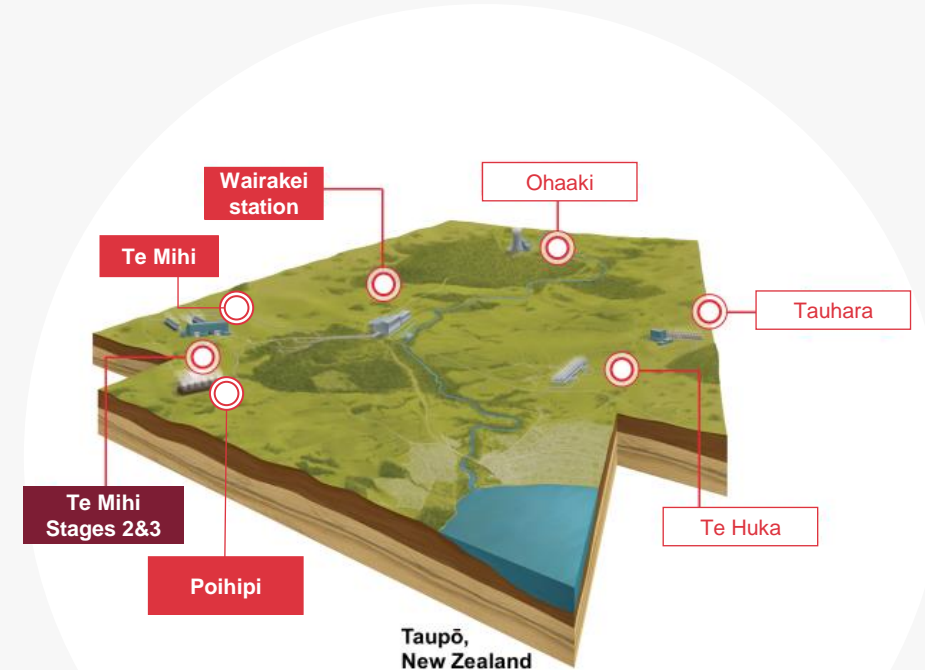 Wairakei
station
Ohaaki
Te Mihi
Tauhara
Te Mihi
Stages 2&3
Te Huka
Poihipi
Taupō,
New Zealand